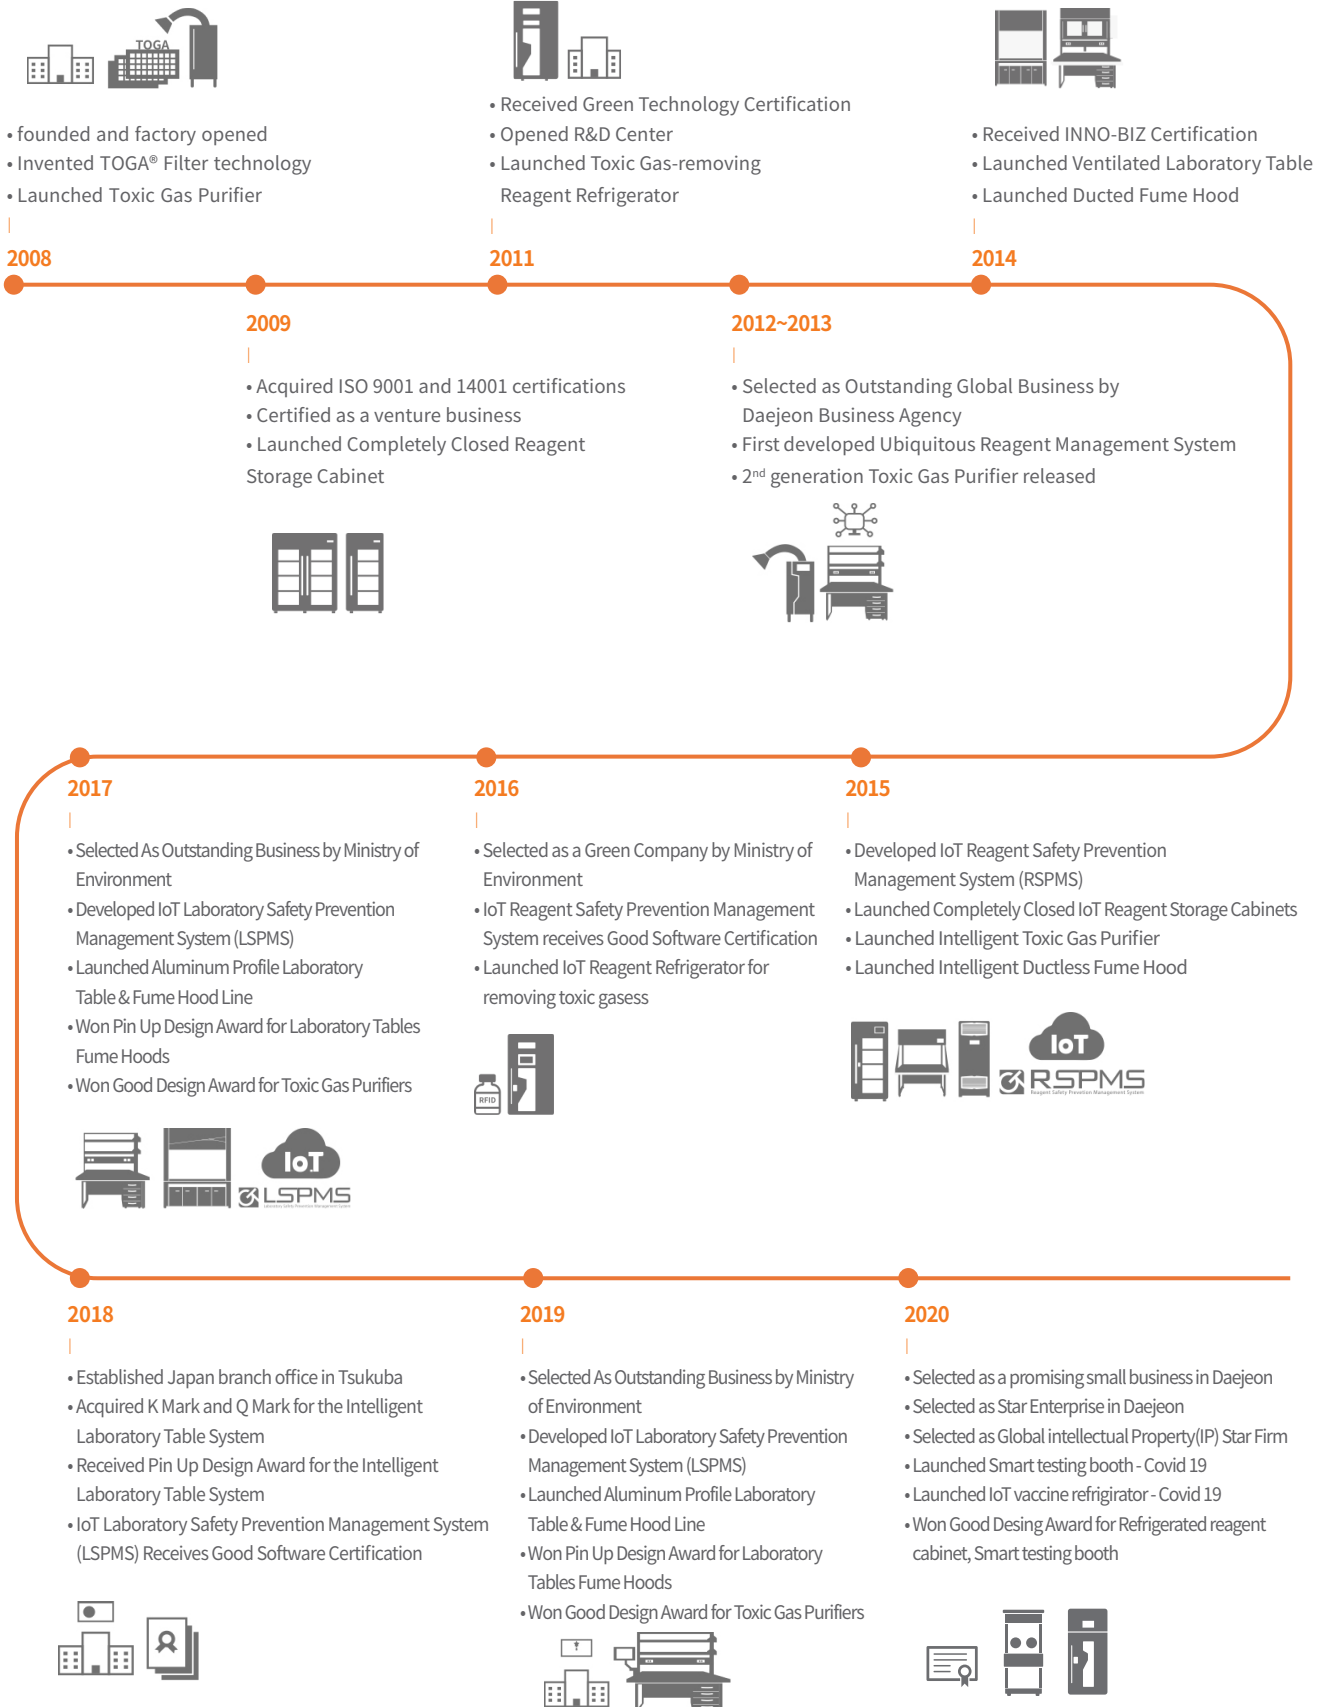 TOGA
• founded and factory opened
• Invented TOGA® Filter technology
• Launched Toxic Gas Purifier
2008
• Received Green Technology Certification
• Opened R&D Center
• Launched Toxic Gas-removing
Reagent Refrigerator
2011
• Received INNO-BIZ Certification
• Launched Ventilated Laboratory Table
• Launched Ducted Fume Hood
2014
2009
• Acquired ISO 9001 and 14001 certifications
• Certified as a venture business
• Launched Completely Closed Reagent
Storage Cabinet
2012~2013
• Selected as Outstanding Global Business by
Daejeon Business Agency
• First developed Ubiquitous Reagent Management System
• 2nd generation Toxic Gas Purifier released
2017
• Selected As Outstanding Business by Ministry of
Environment
• Developed IoT Laboratory Safety Prevention
Management System (LSPMS)
• Launched Aluminum Profile Laboratory
Table & Fume Hood Line
• Won Pin Up Design Award for Laboratory Tables
Fume Hoods
• Won Good Design Award for Toxic Gas Purifiers
IoT
LSPMS
Laboratory Safety Prevention Management System
2016
• Selected as a Green Company by Ministry of
Environment
• IoT Reagent Safety Prevention Management
System receives Good Software Certification
• Launched IoT Reagent Refrigerator for
removing toxic gasess
RFID
2015
• Developed IoT Reagent Safety Prevention
Management System (RSPMS)
• Launched Completely Closed IoT Reagent Storage Cabinets
• Launched Intelligent Toxic Gas Purifier
• Launched Intelligent Ductless Fume Hood
IoT
RSPMS
Reagent Safety Prevention Management System
2018
• Established Japan branch office in Tsukuba
• Acquired K Mark and Q Mark for the Intelligent
Laboratory Table System
• Received Pin Up Design Award for the Intelligent
Laboratory Table System
• IoT Laboratory Safety Prevention Management System
(LSPMS) Receives Good Software Certification
2019
• Selected As Outstanding Business by Ministry
of Environment
• Developed IoT Laboratory Safety Prevention
Management System (LSPMS)
• Launched Aluminum Profile Laboratory
Table & Fume Hood Line
• Won Pin Up Design Award for Laboratory
Tables Fume Hoods
• Won Good Design Award for Toxic Gas Purifiers
2020
• Selected as a promising small business in Daejeon
• Selected as Star Enterprise in Daejeon
• Selected as Global intellectual Property(IP) Star Firm
• Launched Smart testing booth - Covid 19
• Launched IoT vaccine refrigirator - Covid 19
• Won Good Desing Award for Refrigerated reagent
cabinet, Smart testing booth